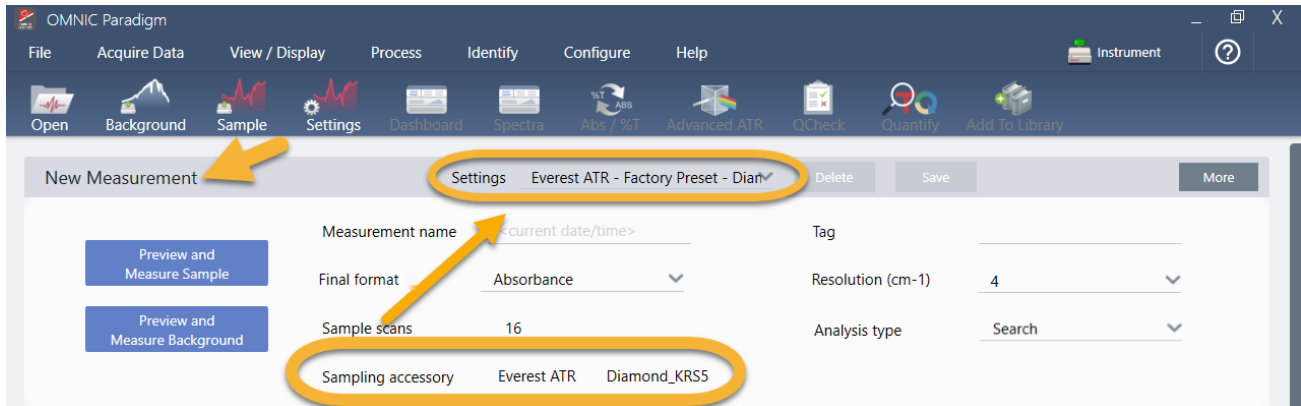 OMNIC Paradigm
File Acquire Data View / Display Process Identify Configure Help Instrument
%T ABS
Open Background Sample Settings Dashboard Spectra Abs / %T Advanced ATR QCheck Quantify Add To Library
New Measurement Settings Everest ATR - Factory Preset - Diam Delete Save More
Measurement name <current date/time> Tag
Preview and
Measure Sample
Final format Absorbance Resolution (cm-1) 4
Preview and
Measure Background
Sample scans 16 Analysis type Search
Sampling accessory Everest ATR Diamond_KRS5